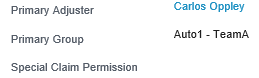 Primary Adjuster Carlos Oppley
Primary Group Auto1 - TeamA
Special Claim Permission